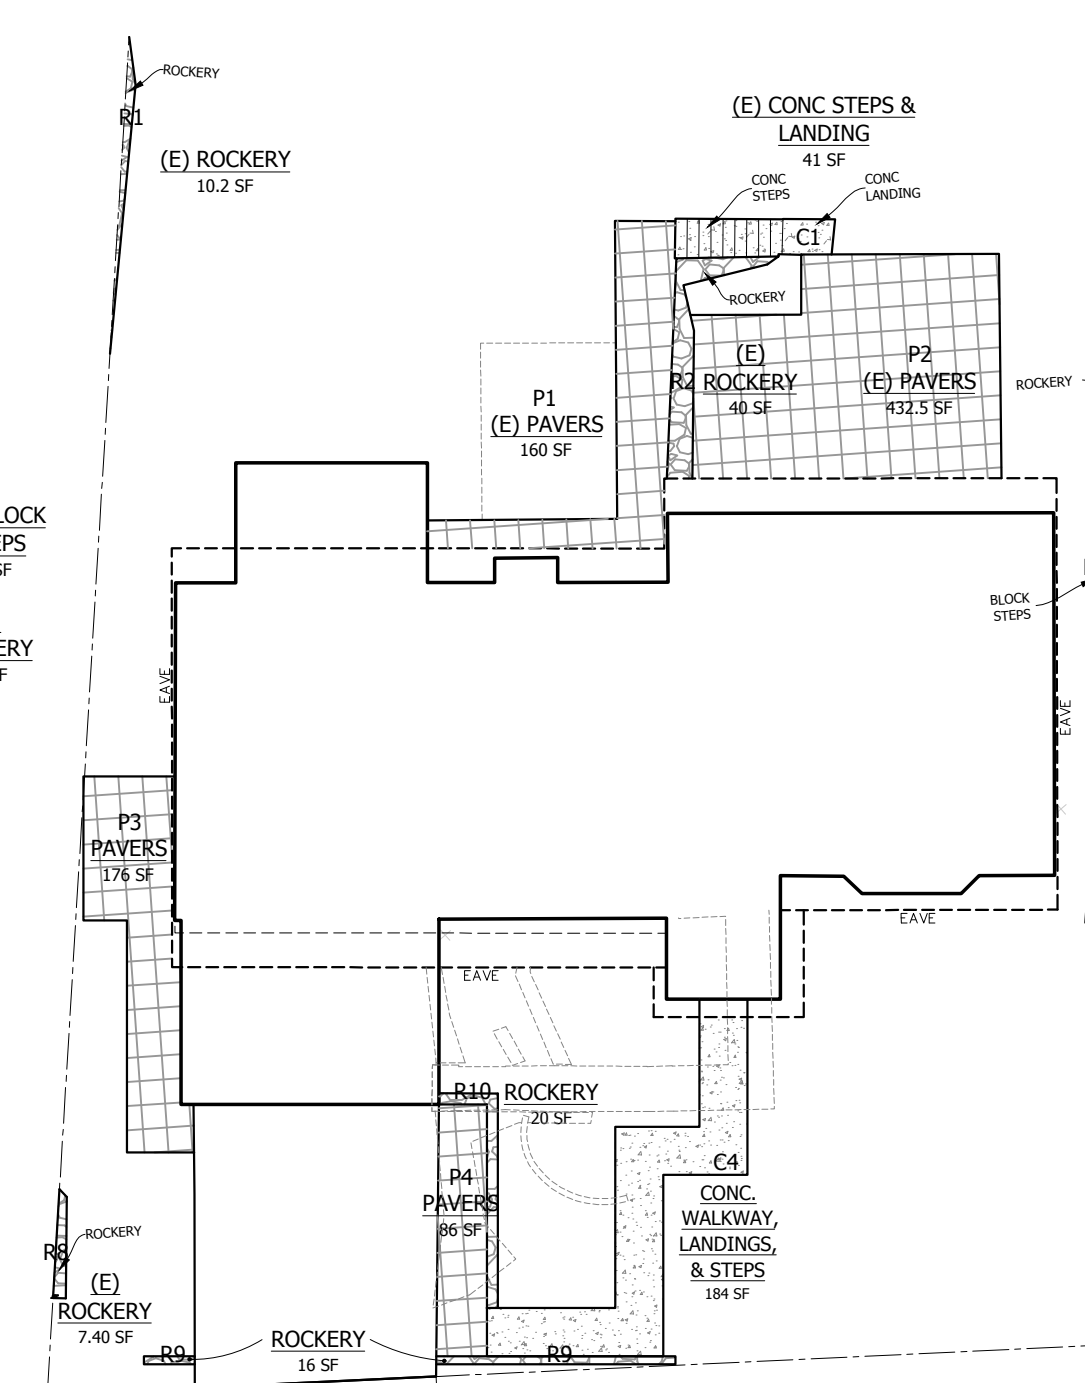 ROCKERY
R1
(E) ROCKERY
10.2 SF
(E) CONC STEPS &
LANDING
41 SF
CONC
STEPS
CONC
LANDING
C1
ROCKERY
P1
(E) PAVERS
160 SF
R2
(E)
ROCKERY
40 SF
P2
(E) PAVERS
432.5 SF
ROCKERY
LOCK
EPS
SF
ERY
F
BLOCK
STEPS
EAVE
EAVE
P3
PAVERS
176 SF
EAVE
EAVE
R10
ROCKERY
20 SF
P4
PAVERS
86 SF
C4
CONC.
WALKWAY,
LANDINGS,
& STEPS
184 SF
R8
ROCKERY
(E)
ROCKERY
7.40 SF
R9
ROCKERY
16 SF
R9